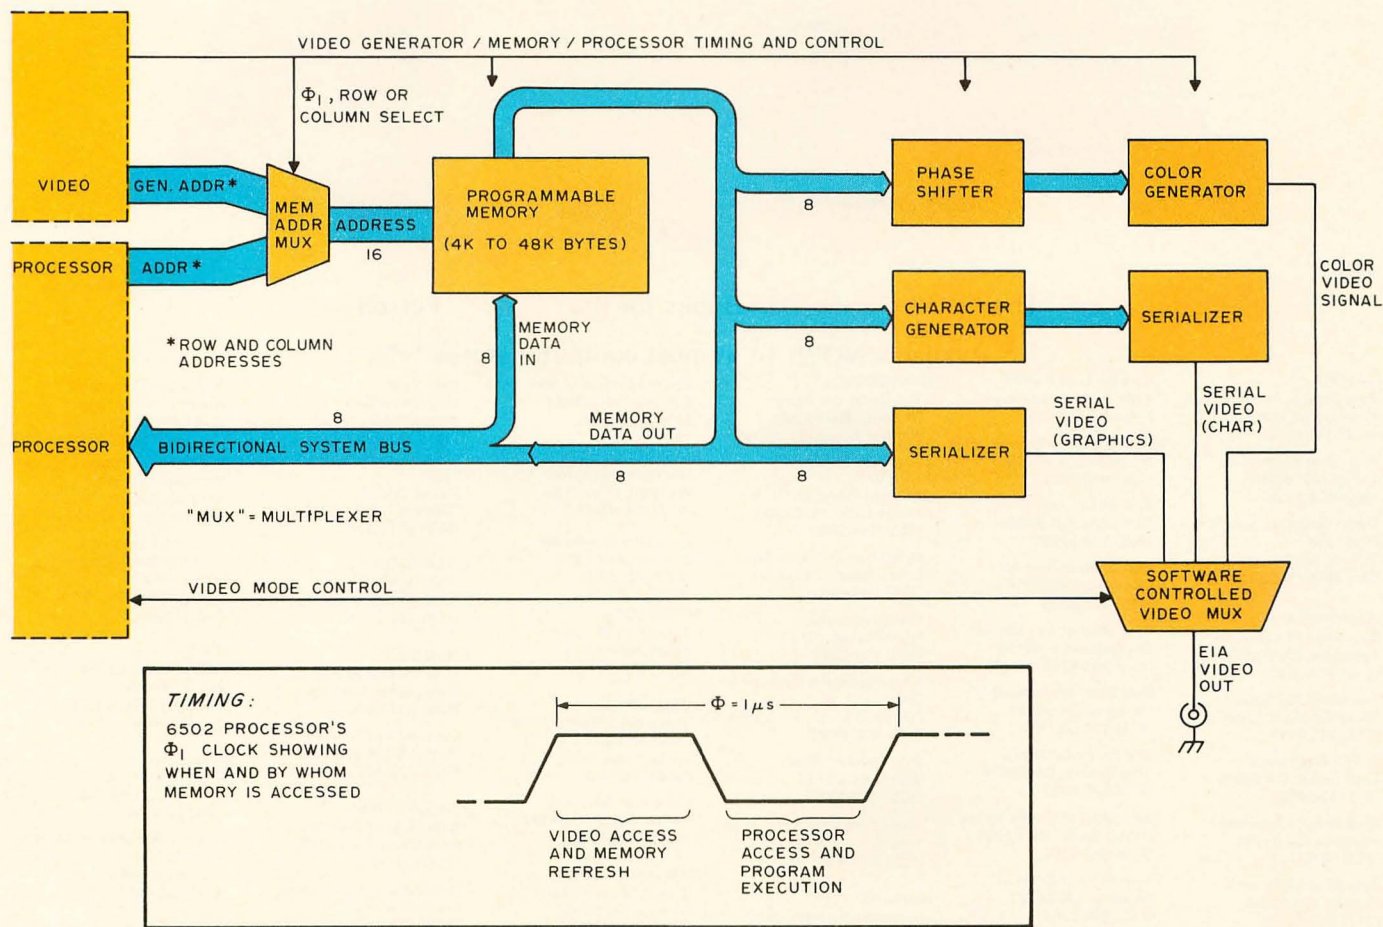 VIDEO GENERATOR / MEMORY / PROCESSOR TIMING AND CONTROL
Φ1, ROW OR
COLUMN SELECT
VIDEO
GEN. ADDR*
MEM
ADDR
MUX
ADDRESS
16
PROGRAMMABLE
MEMORY
(4K TO 48K BYTES)
8
PHASE
SHIFTER
COLOR
GENERATOR
PROCESSOR
ADDR*
COLOR
VIDEO
SIGNAL
8
CHARACTER
GENERATOR
SERIALIZER
*ROW AND COLUMN
ADDRESSES
8
MEMORY
DATA
IN
PROCESSOR
8
BIDIRECTIONAL SYSTEM BUS
MEMORY
DATA OUT
8
8
SERIALIZER
SERIAL
VIDEO
(GRAPHICS)
SERIAL
VIDEO
(CHAR)
"MUX" = MULTIPLEXER
VIDEO MODE CONTROL
SOFTWARE
CONTROLLED
VIDEO MUX
EIA
VIDEO
OUT
TIMING:
6502 PROCESSOR'S
Φ1 CLOCK SHOWING
WHEN AND BY WHOM
MEMORY IS ACCESSED
Φ = 1μs
VIDEO ACCESS
AND MEMORY
REFRESH
PROCESSOR
ACCESS AND
PROGRAM
EXECUTION